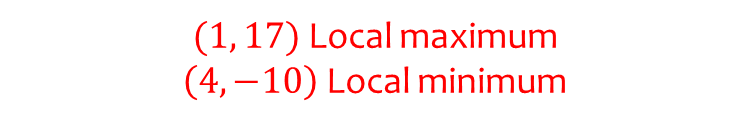 (1, 17) Local maximum
(4, −10) Local minimum